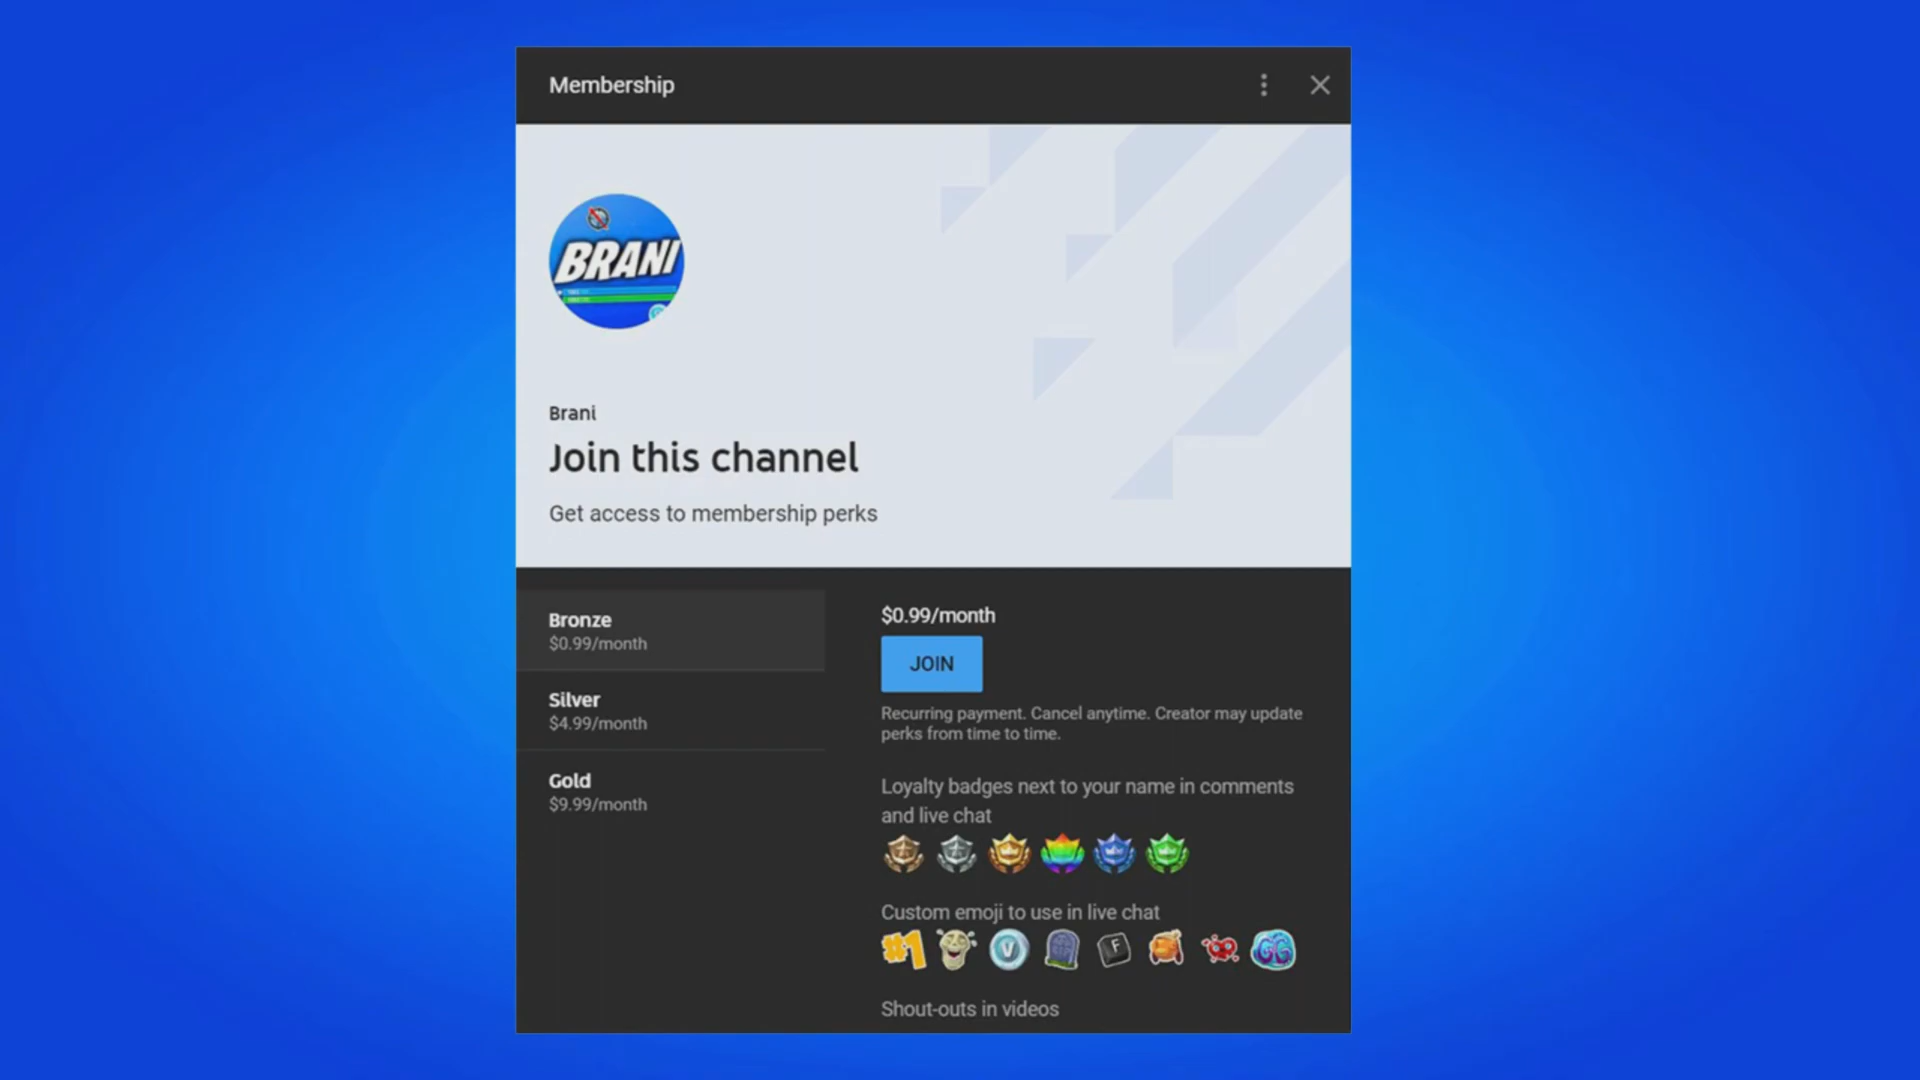 Membership
BRANI
Brani
Join this channel
Get access to membership perks
Bronze
$0.99/month
Silver
$4.99/month
Gold
$9.99/month
$0.99/month
JOIN
Recurring payment. Cancel anytime. Creator may update
perks from time to time.
Loyalty badges next to your name in comments
and live chat
Custom emoji to use in live chat
#1 V F GG
Shout-outs in videos